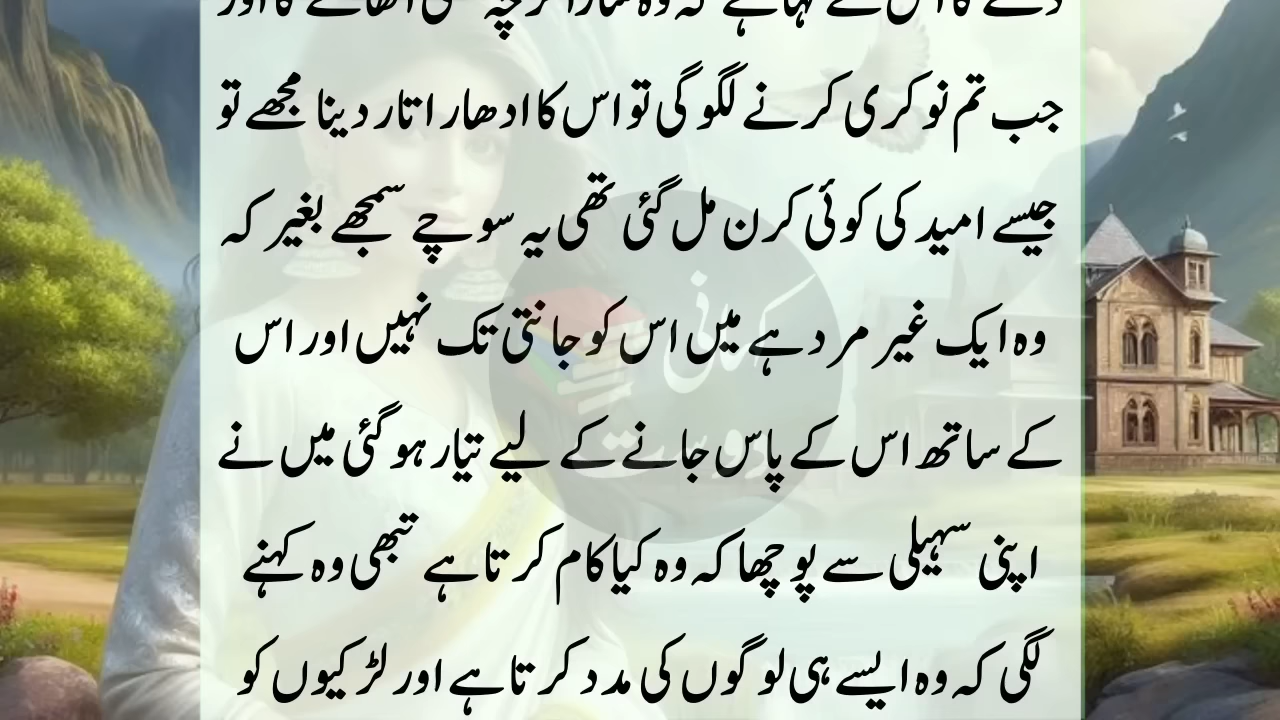 دے گا اس نے کہا ہے کہ وہ سارا خرچہ بھی اٹھائے گا اور
جب تم نوکری کرنے لگو گی تو اس کا ادھار اتار دینا مجھے تو
جیسے امید کی کوئی کرن مل گئی تھی یہ سوچے سمجھے بغیر کہ
وہ ایک غیر مرد ہے میں اس کو جانتی تک نہیں اور اس
کے ساتھ اس کے پاس جانے کے لیے تیار ہو گئی میں نے
اپنی سہیلی سے پوچھا کہ وہ کیا کام کرتا ہے تبھی وہ کہنے
لگی کہ وہ ایسے ہی لوگوں کی مدد کرتا ہے اور لڑکیوں کو
کہانی